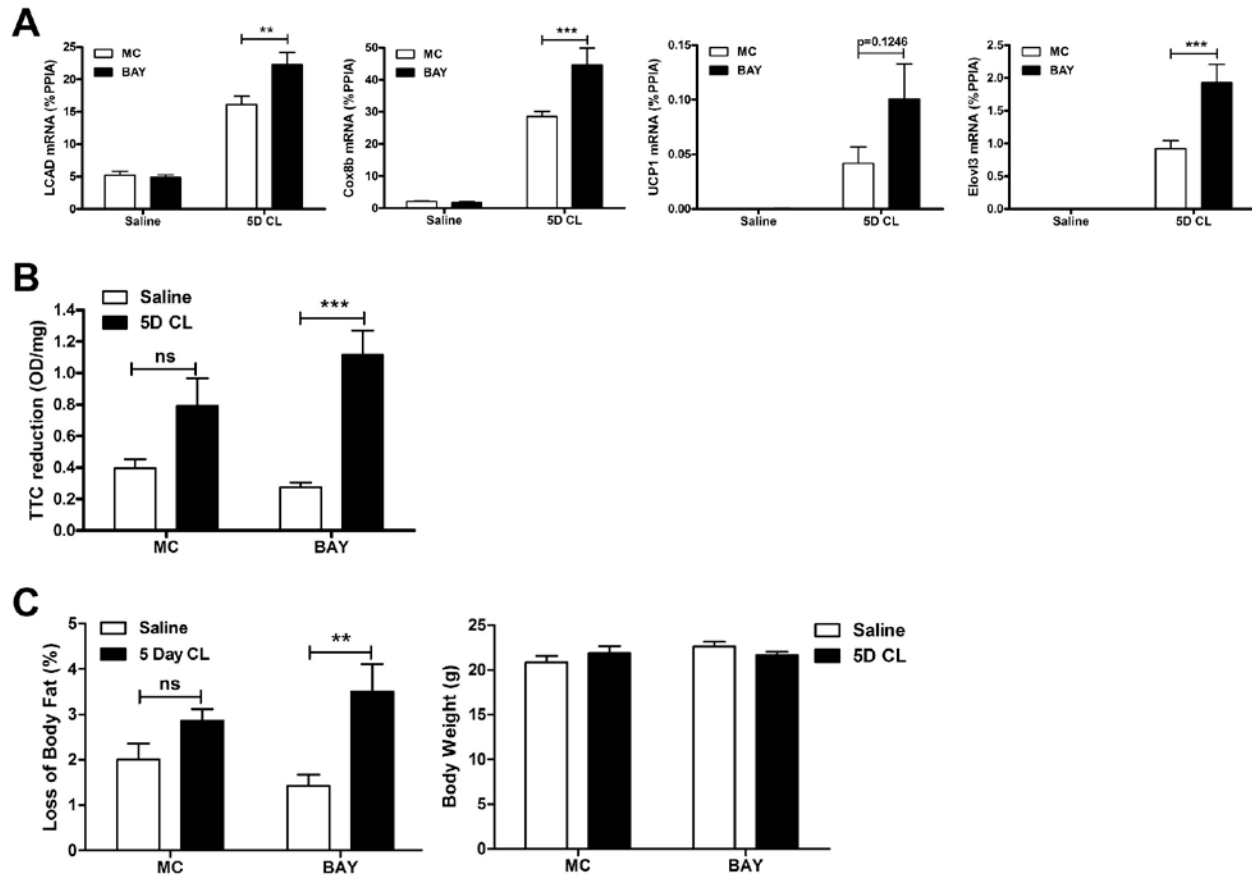 A
LCAD mRNA (%PPIA)
25
20
15
10
5
0
MC
BAY
**
Saline
5D CL
Cox8b mRNA (%PPIA)
50
40
30
20
10
0
MC
BAY
***
Saline
5D CL
UCP1 mRNA (%PPIA)
0.15
0.10
0.05
0.00
MC
BAY
p=0.1246
Saline
5D CL
Elovl3 mRNA (%PPIA)
2.5
2.0
1.5
1.0
0.5
0.0
MC
BAY
***
Saline
5D CL
B
TTC reduction (OD/mg)
Saline
5D CL
1.4
1.2
1.0
0.8
0.6
0.4
0.2
0.0
ns
***
MC
BAY
C
Loss of Body Fat (%)
5
4
3
2
1
0
Saline
5 Day CL
ns
**
MC
BAY
Body Weight (g)
25
20
15
10
5
0
Saline
5D CL
MC
BAY